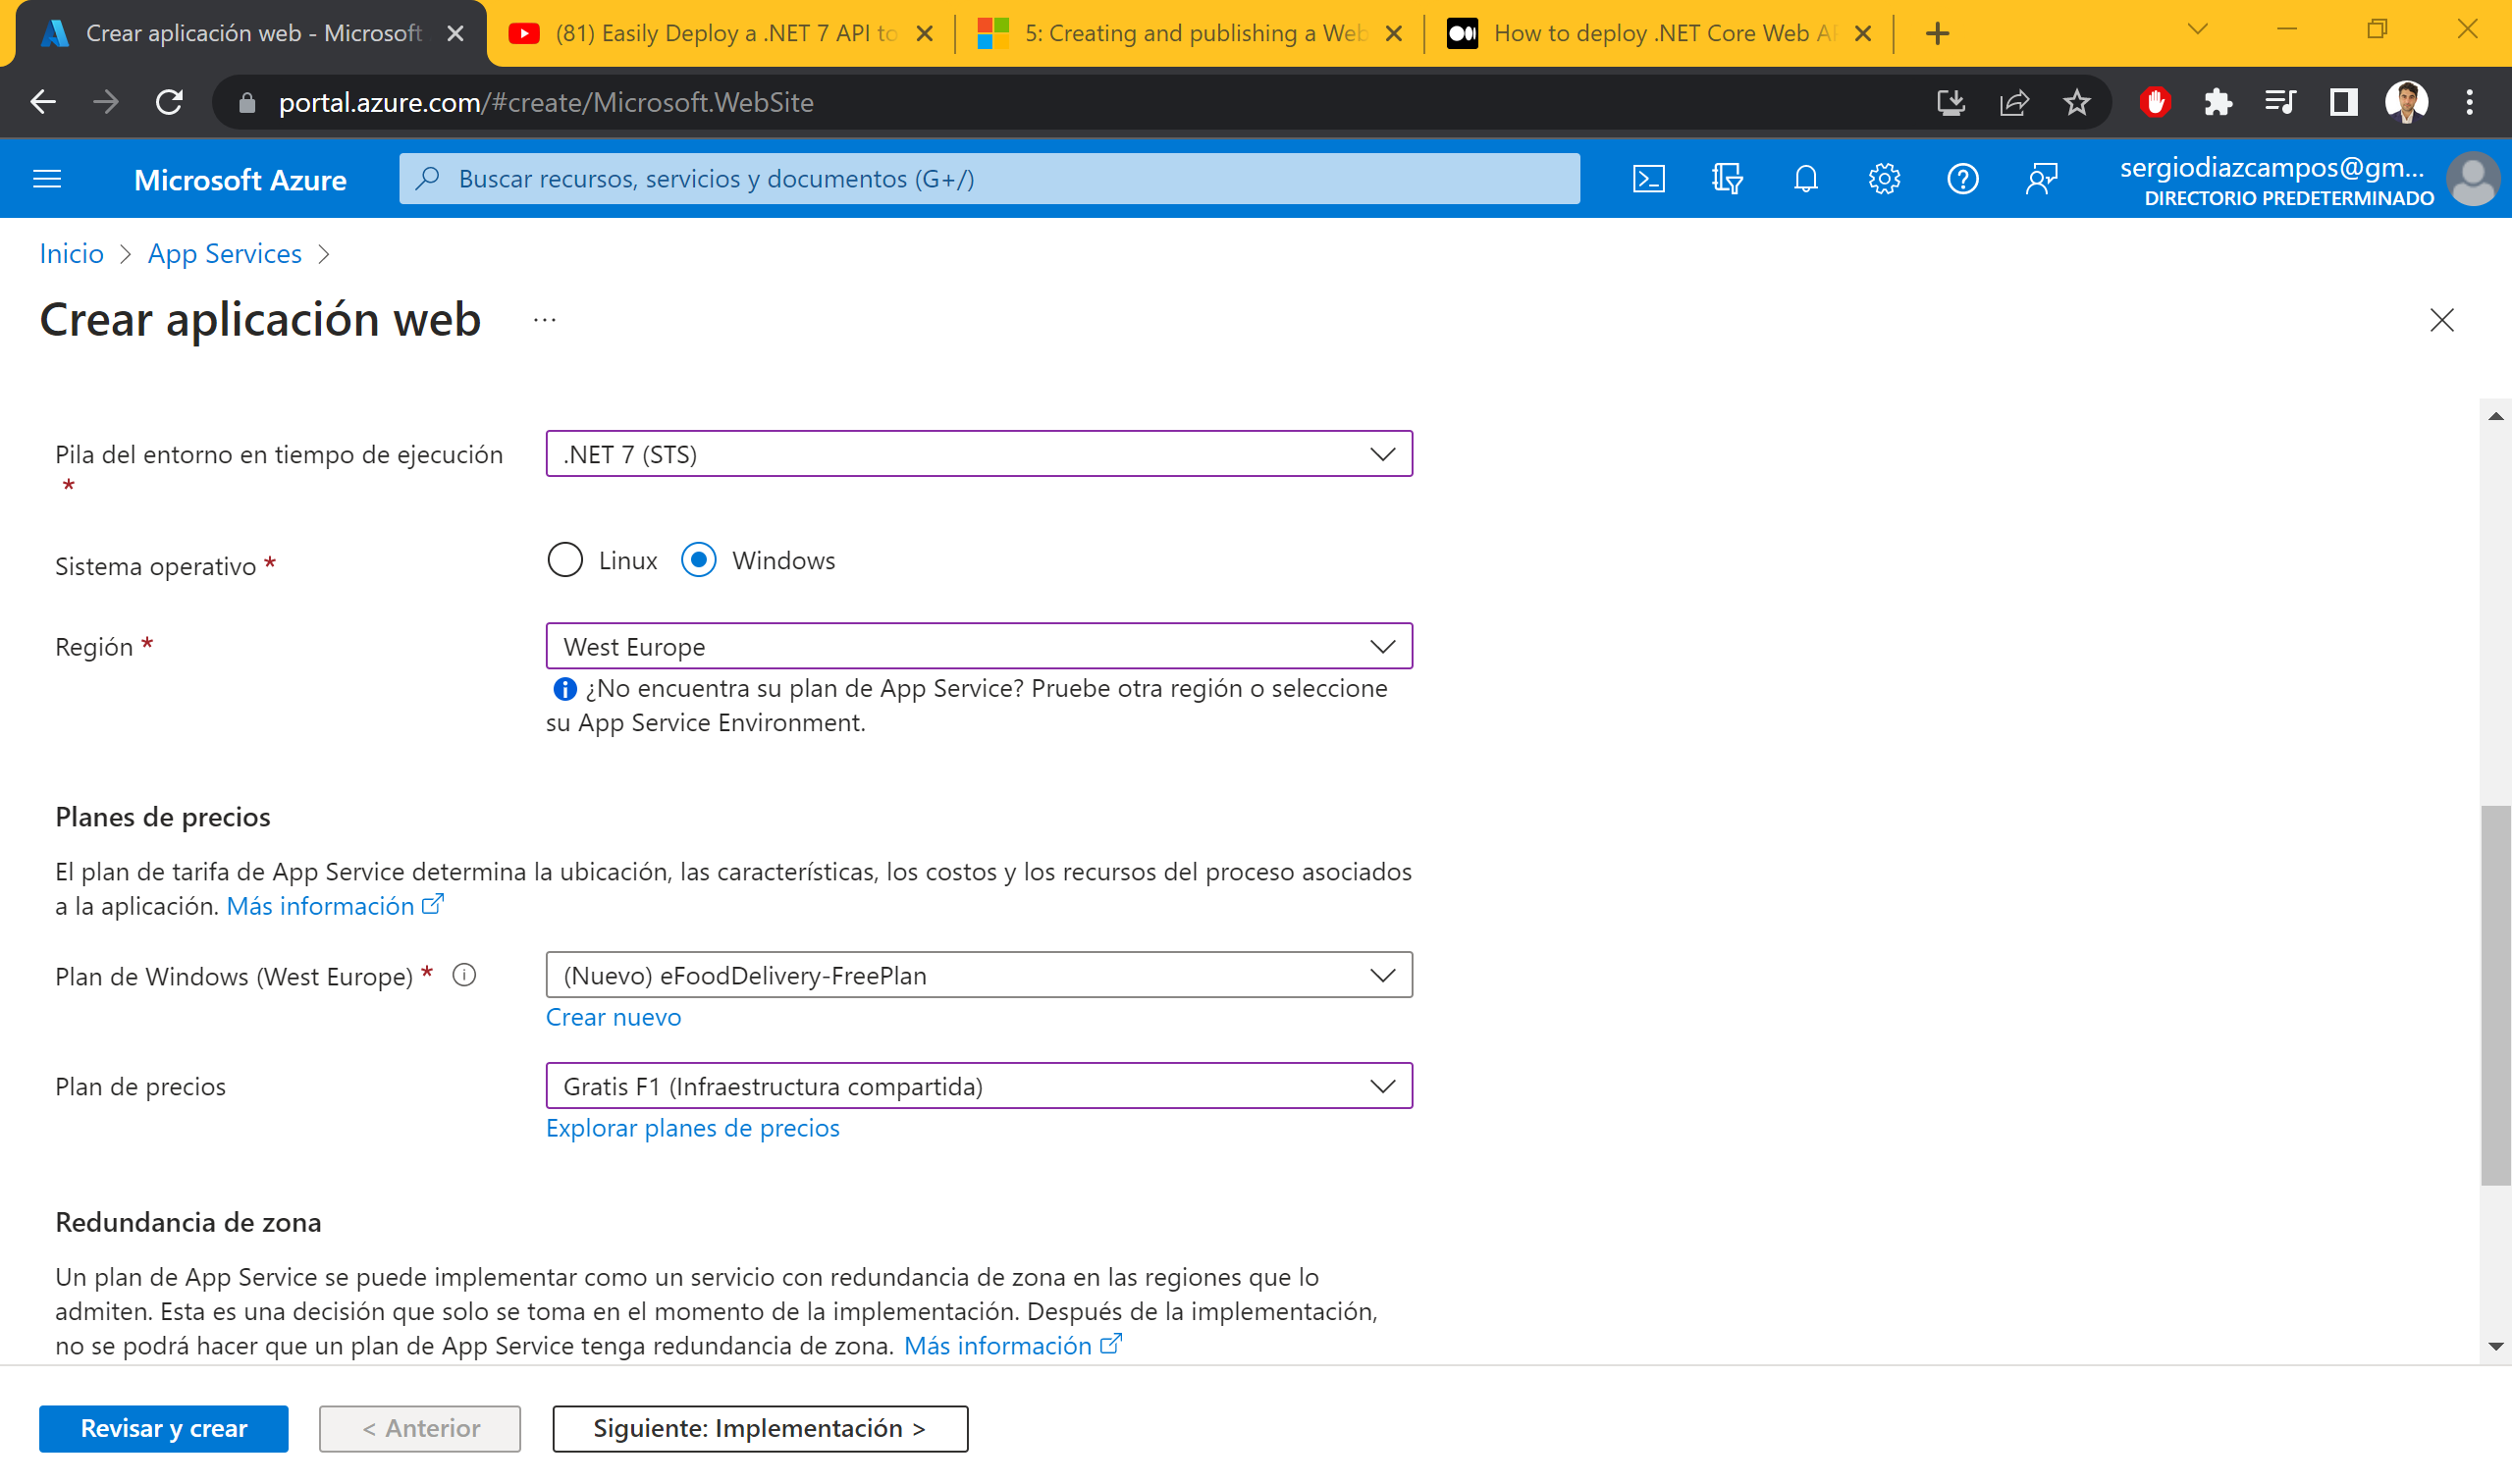 Crear aplicación web - Microsoft
(81) Easily Deploy a .NET 7 API to
5: Creating and publishing a Web
How to deploy .NET Core Web AP
portal.azure.com/#create/Microsoft.WebSite
Microsoft Azure
Buscar recursos, servicios y documentos (G+/)
sergiodiazcampos@gm...
DIRECTORIO PREDETERMINADO
Inicio > App Services >
Crear aplicación web ...
Pila del entorno en tiempo de ejecución
*
.NET 7 (STS)
Sistema operativo *
Linux
Windows
Región *
West Europe
¿No encuentra su plan de App Service? Pruebe otra región o seleccione
su App Service Environment.
Planes de precios
El plan de tarifa de App Service determina la ubicación, las características, los costos y los recursos del proceso asociados
a la aplicación. Más información
Plan de Windows (West Europe) *
(Nuevo) eFoodDelivery-FreePlan
Crear nuevo
Plan de precios
Gratis F1 (Infraestructura compartida)
Explorar planes de precios
Redundancia de zona
Un plan de App Service se puede implementar como un servicio con redundancia de zona en las regiones que lo
admiten. Esta es una decisión que solo se toma en el momento de la implementación. Después de la implementación,
no se podrá hacer que un plan de App Service tenga redundancia de zona. Más información
Revisar y crear
< Anterior
Siguiente: Implementación >